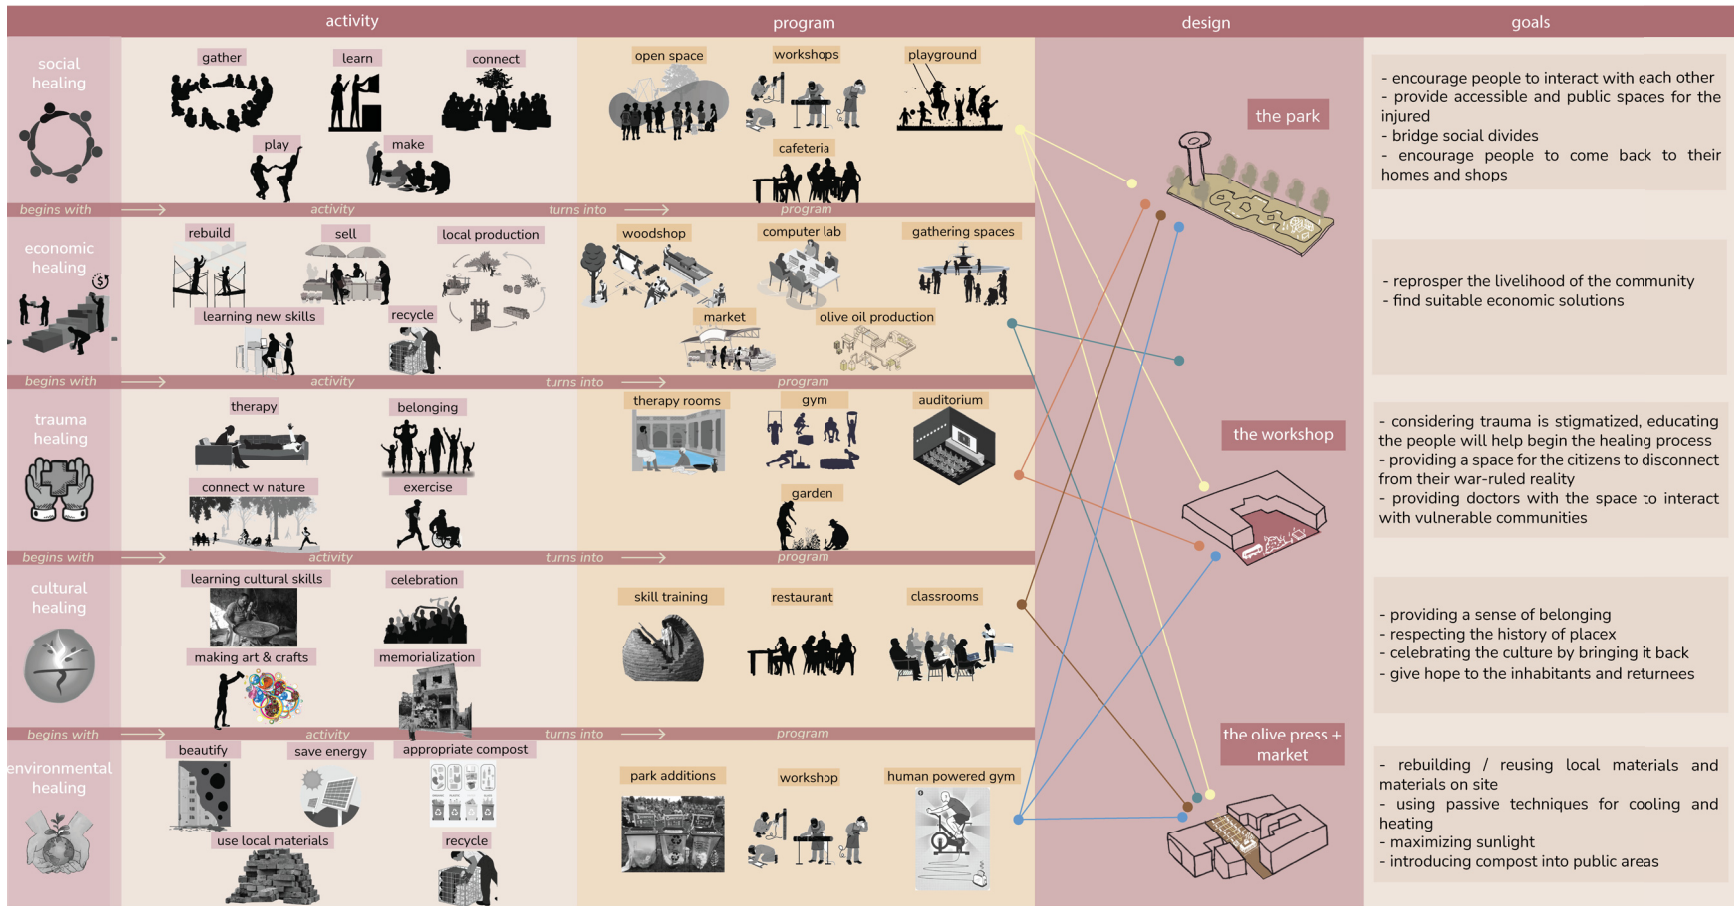 activity
program
design
goals
social
healing
gather
learn
connect
play
make
open space
workshops
playground
cafeteria
the park
- encourage people to interact with each other
- provide accessible and public spaces for the
injured
- bridge social divides
- encourage people to come back to their
homes and shops
begins with
activity
turns into
program
economic
healing
$
rebuild
sell
local production
learning new skills
recycle
woodshop
computer lab
gathering spaces
market
olive oil production
- reprosper the livelihood of the community
- find suitable economic solutions
begins with
activity
turns into
program
trauma
healing
therapy
belonging
connect w nature
exercise
therapy rooms
gym
auditorium
garden
the workshop
- considering trauma is stigmatized, educating
the people will help begin the healing process
- providing a space for the citizens to disconnect
from their war-ruled reality
- providing doctors with the space to interact
with vulnerable communities
begins with
activity
turns into
program
cultural
healing
learning cultural skills
celebration
making art & crafts
memorialization
skill training
restaurant
classrooms
- providing a sense of belonging
- respecting the history of placex
- celebrating the culture by bringing it back
- give hope to the inhabitants and returnees
begins with
activity
turns into
program
environmental
healing
beautify
save energy
appropriate compost
use local materials
recycle
park additions
workshop
human powered gym
the olive press +
market
- rebuilding / reusing local materials and
materials on site
- using passive techniques for cooling and
heating
- maximizing sunlight
- introducing compost into public areas